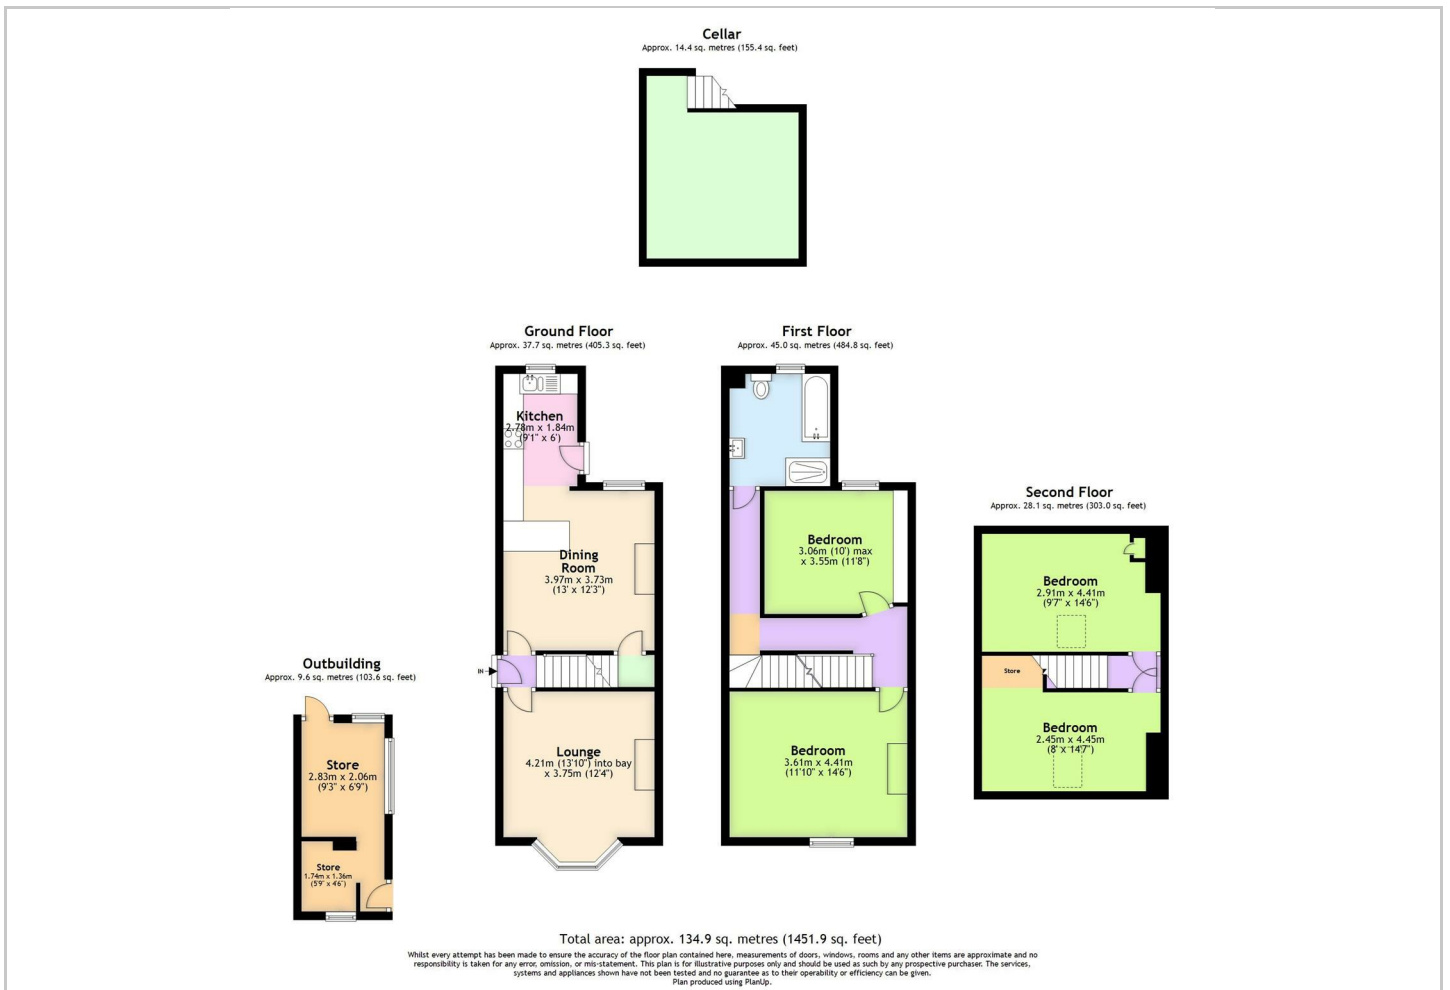 Cellar
Approx. 14.4 sq. metres (155.4 sq. feet)
Ground Floor
Approx. 37.7 sq. metres (405.3 sq. feet)
Kitchen
2.78m x 1.84m
(9'1" x 6')
Dining
Room
3.97m x 3.73m
(13' x 12'3")
IN
Lounge
4.21m (13'10") into bay
x 3.75m (12'4")
First Floor
Approx. 45.0 sq. metres (484.8 sq. feet)
Bedroom
3.06m (10') max
x 3.55m (11'8")
Bedroom
3.61m x 4.41m
(11'10" x 14'6")
Second Floor
Approx. 28.1 sq. metres (303.0 sq. feet)
Bedroom
2.91m x 4.41m
(9'7" x 14'6")
Store
Bedroom
2.45m x 4.45m
(8' x 14'7")
Outbuilding
Approx. 9.6 sq. metres (103.6 sq. feet)
Store
2.83m x 2.06m
(9'3" x 6'9")
Store
1.74m x 1.36m
(5'9" x 4'6")
Total area: approx. 134.9 sq. metres (1451.9 sq. feet)
Whilst every attempt has been made to ensure the accuracy of the floor plan contained here, measurements of doors, windows, rooms and any other items are approximate and no
responsibility is taken for any error, omission, or mis-statement. This plan is for illustrative purposes only and should be used as such by any prospective purchaser. The services,
systems and appliances shown have not been tested and no guarantee as to their operability or efficiency can be given.
Plan produced using PlanUp.